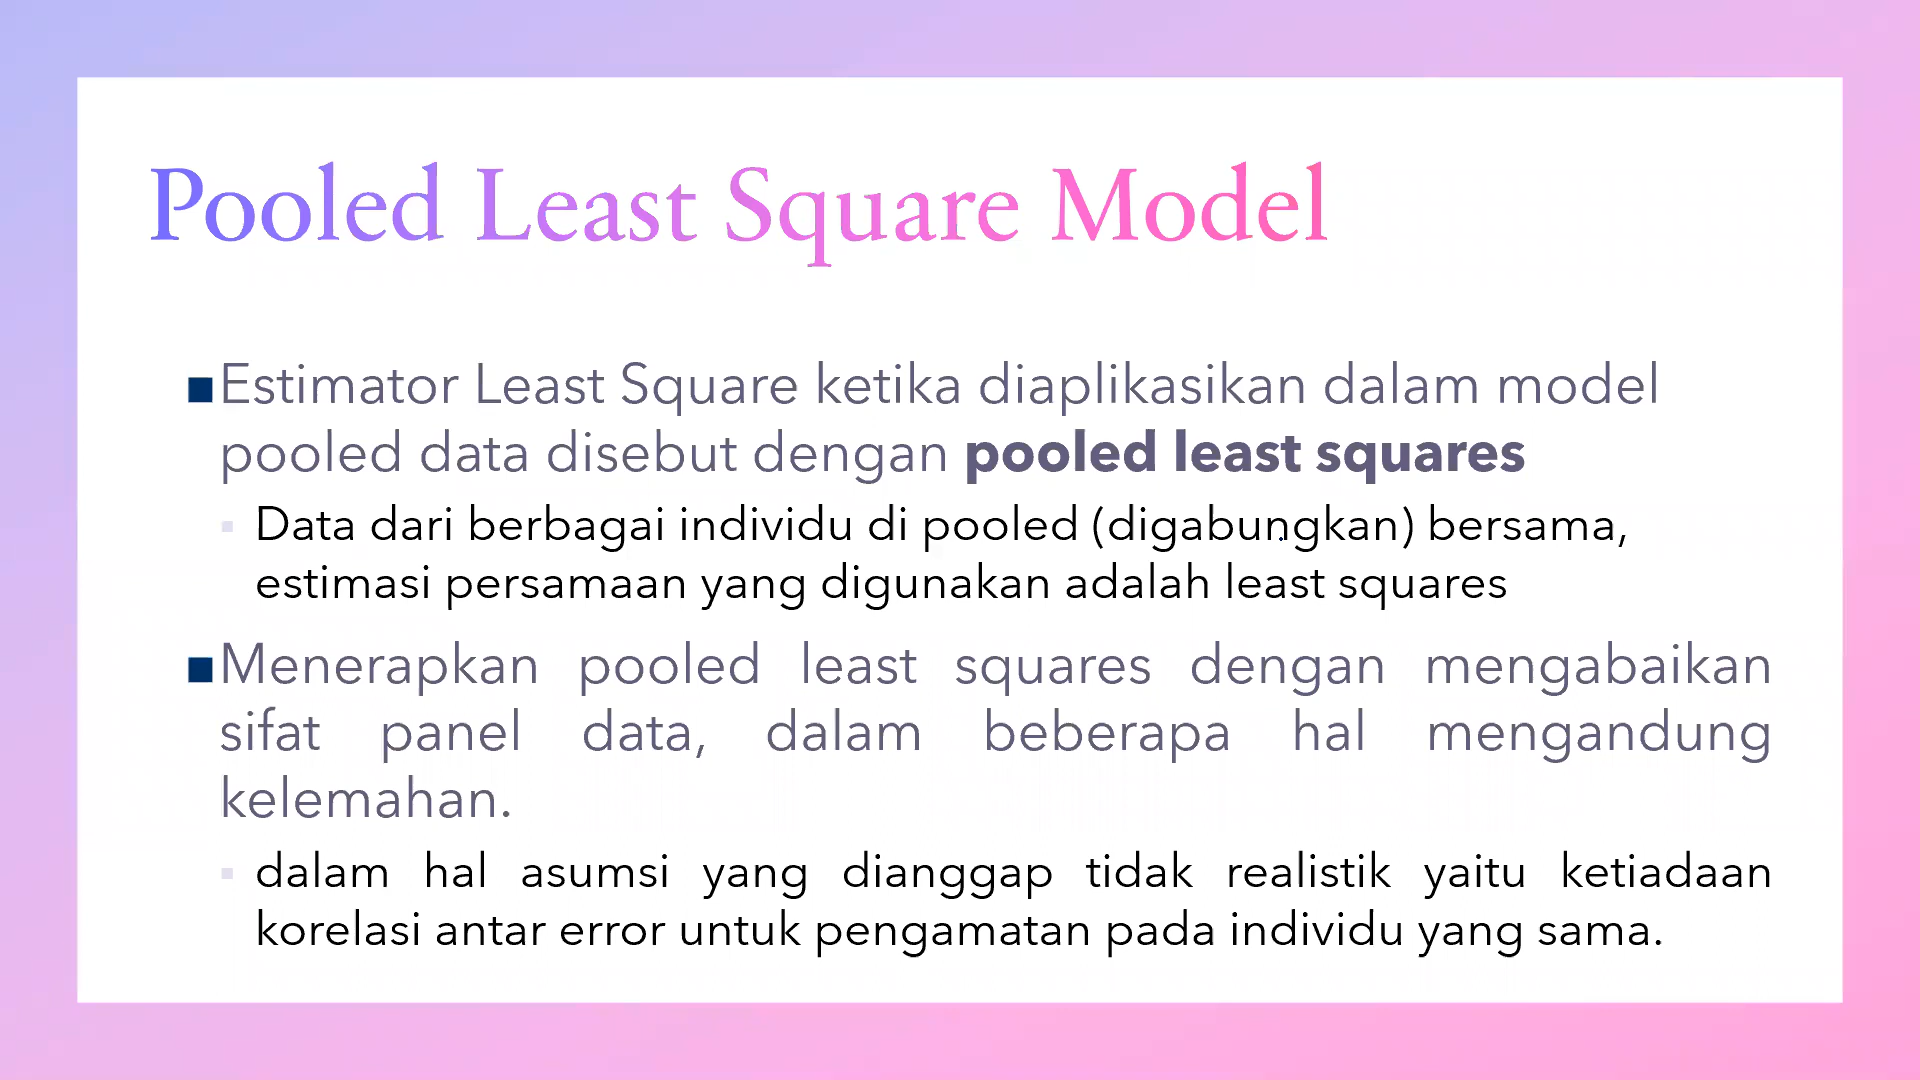 Pooled Least Square Model
Estimator Least Square ketika diaplikasikan dalam model
pooled data disebut dengan pooled least squares
Data dari berbagai individu di pooled (digabungkan) bersama,
estimasi persamaan yang digunakan adalah least squares
Menerapkan pooled least squares dengan mengabaikan
sifat panel data, dalam beberapa hal mengandung
kelemahan.
dalam hal asumsi yang dianggap tidak realistik yaitu ketiadaan
korelasi antar error untuk pengamatan pada individu yang sama.